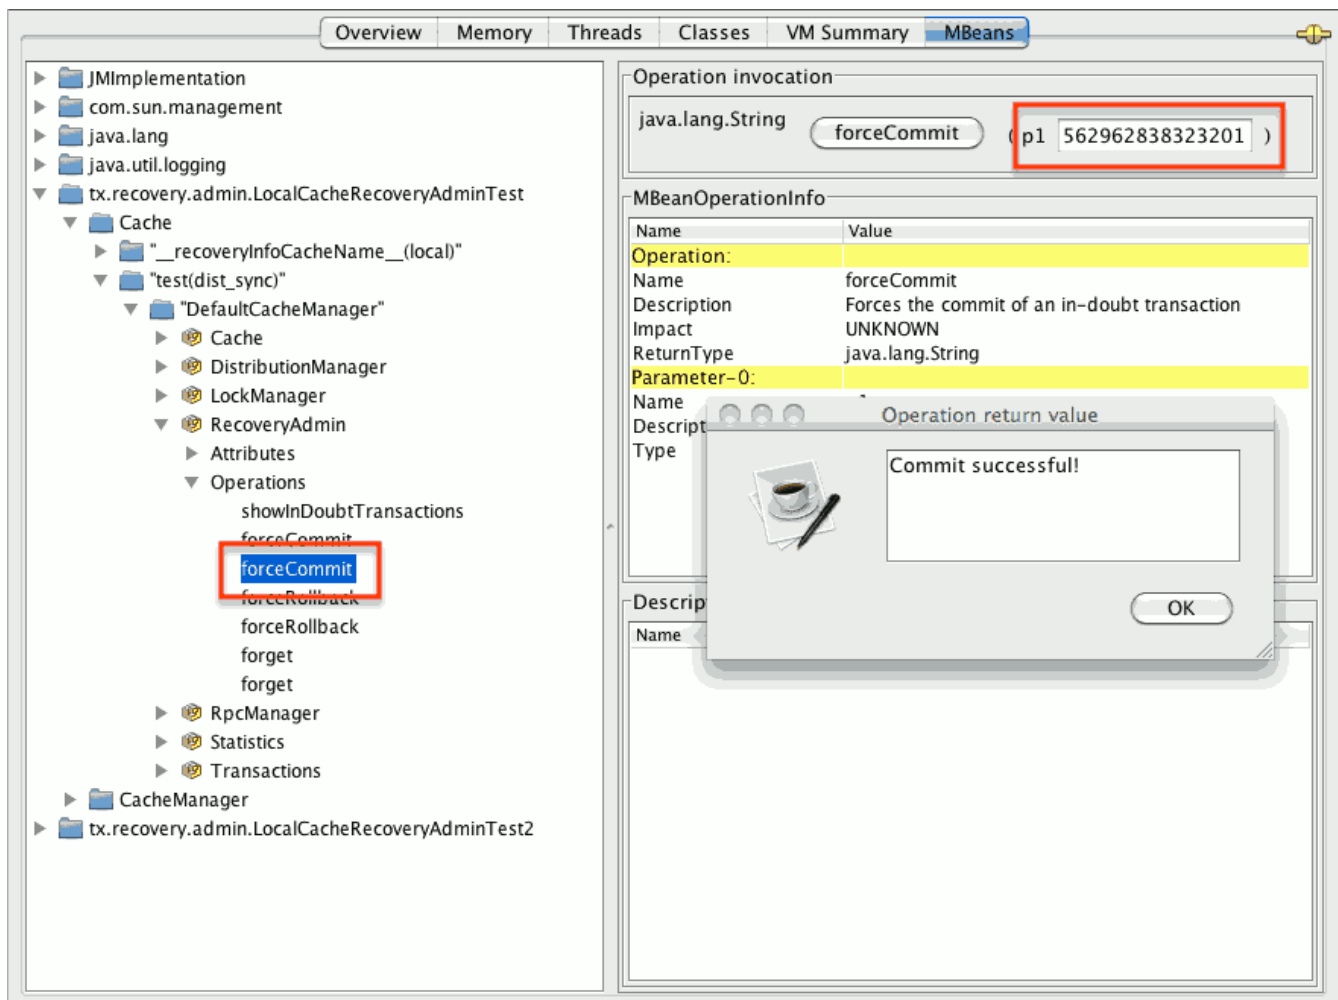 Overview Memory Threads Classes VM Summary MBeans
JMImplementation
com.sun.management
java.lang
java.util.logging
tx.recovery.admin.LocalCacheRecoveryAdminTest
Cache
"__recoveryInfoCacheName__(local)"
"test(dist_sync)"
"DefaultCacheManager"
Cache
DistributionManager
LockManager
RecoveryAdmin
Attributes
Operations
showInDoubtTransactions
forceCommit
forceCommit
forceRollback
forceRollback
forget
forget
RpcManager
Statistics
Transactions
CacheManager
tx.recovery.admin.LocalCacheRecoveryAdminTest2
Operation invocation
java.lang.String forceCommit ( p1 562962838323201 )
MBeanOperationInfo
Name Value
Operation:
Name forceCommit
Description Forces the commit of an in-doubt transaction
Impact UNKNOWN
ReturnType java.lang.String
Parameter-0:
Name
Descript
Type
Operation return value
Commit successful!
OK
Descrip
Name